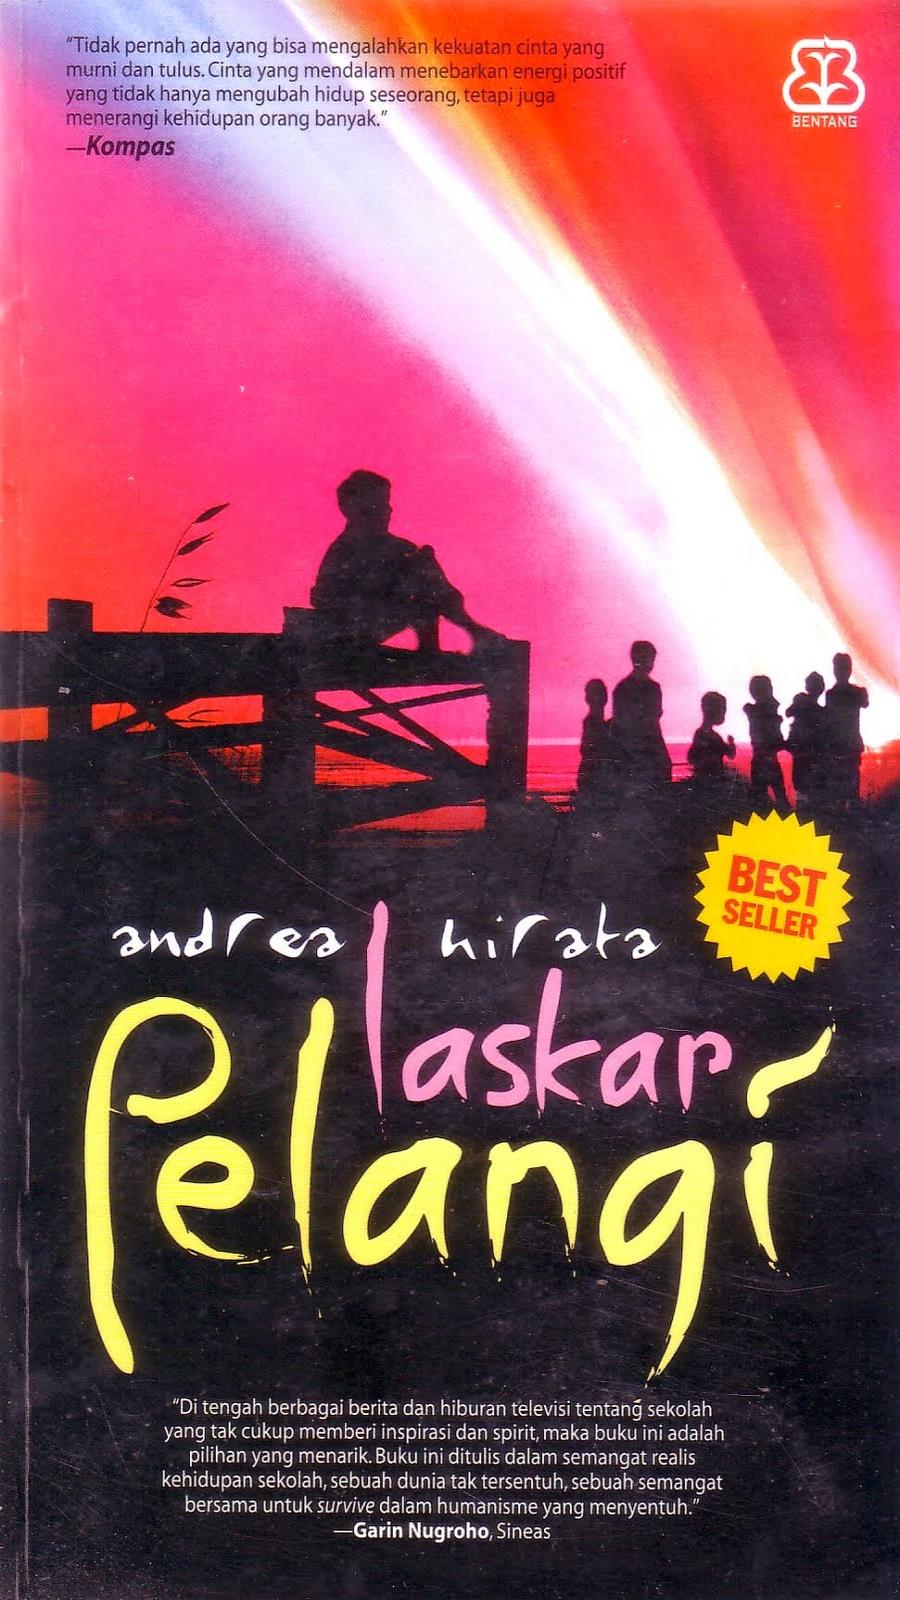 “Tidak pernah ada yang bisa mengalahkan kekuatan cinta yang
murni dan tulus. Cinta yang mendalam menebarkan energi positif
yang tidak hanya mengubah hidup seseorang, tetapi juga
menerangi kehidupan orang banyak.”
—Kompas
BENTANG
BEST
SELLER
andrea hirata
laskar
Pelangi
“Di tengah berbagai berita dan hiburan televisi tentang sekolah
yang tak cukup memberi inspirasi dan spirit, maka buku ini adalah
pilihan yang menarik. Buku ini ditulis dalam semangat realis
kehidupan sekolah, sebuah dunia tak tersentuh, sebuah semangat
bersama untuk survive dalam humanisme yang menyentuh.”
—Garin Nugroho, Sineas